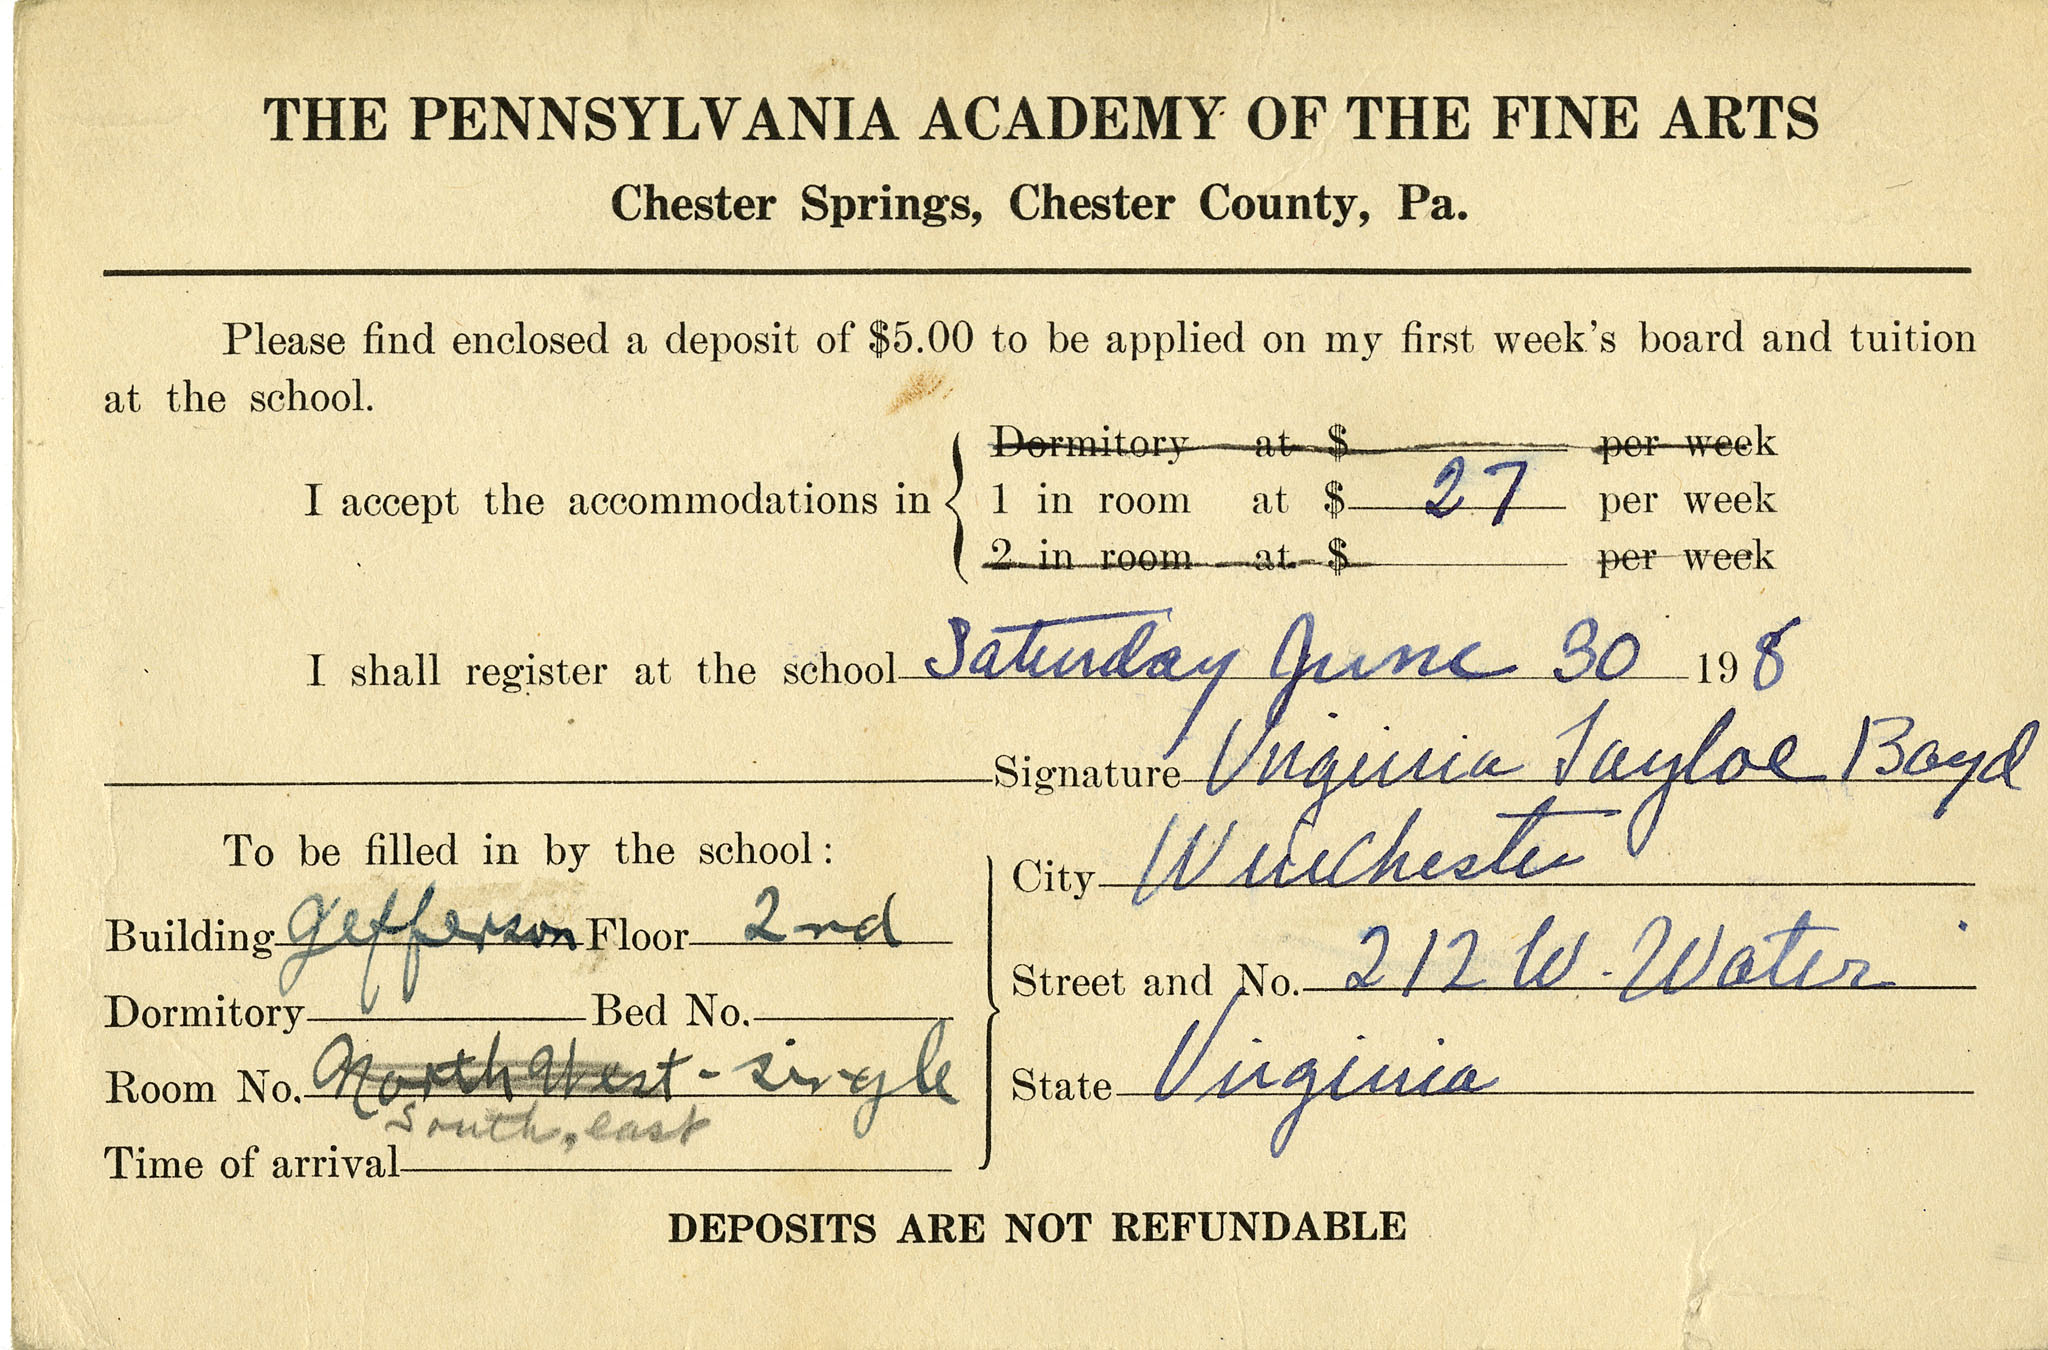 THE PENNSYLVANIA ACADEMY OF THE FINE ARTS
Chester Springs, Chester County, Pa.
Please find enclosed a deposit of $5.00 to be applied on my first week's board and tuition
at the school.
Dormitory at $ per week
I accept the accommodations in 1 in room at $ 27 per week
2 in room at $ per week
I shall register at the school Saturday June 30 19 8
Signature Virginia Tayloe Boyd
To be filled in by the school:
City Winchester
Building Jefferson Floor 2nd
Street and No. 212 W. Water
Dormitory Bed No.
Room No. North West - single
State Virginia
South, east
Time of arrival
DEPOSITS ARE NOT REFUNDABLE